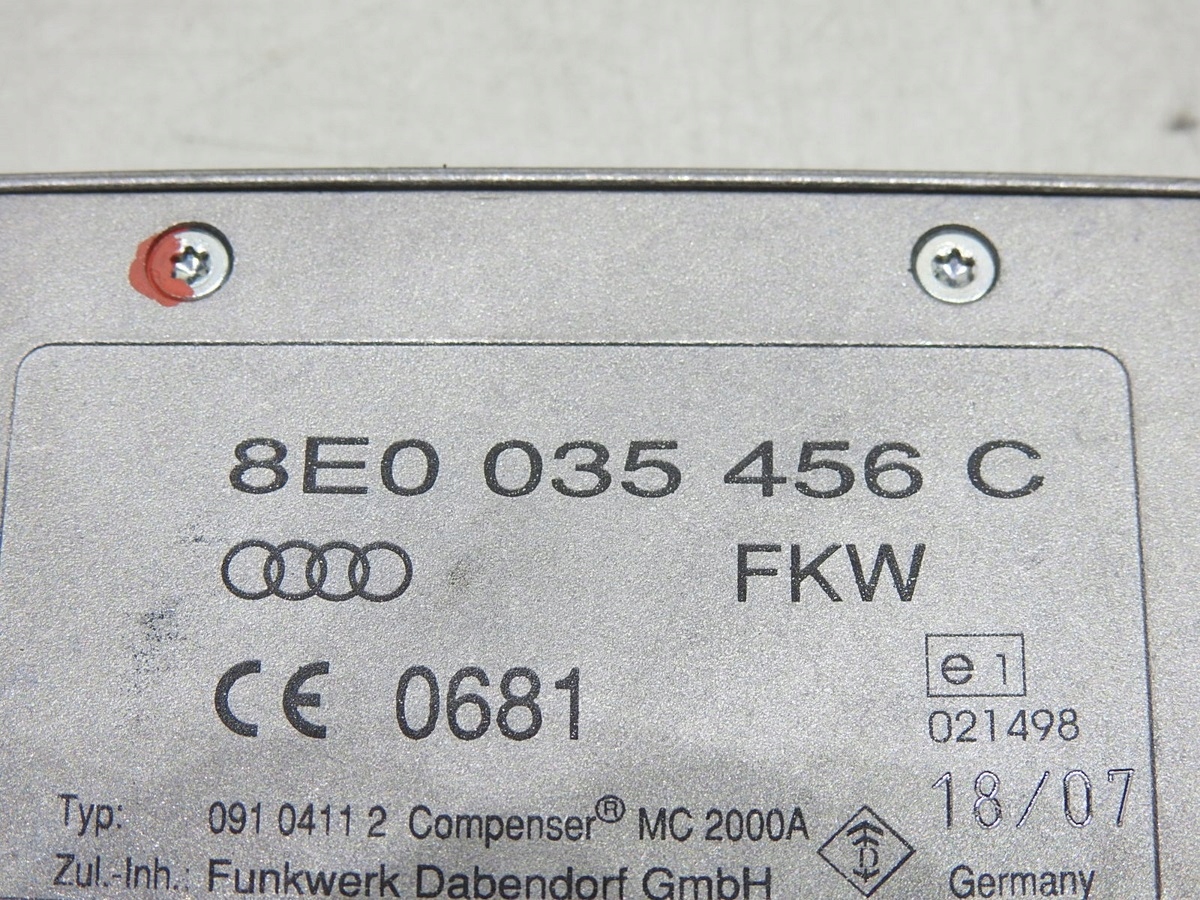 8E0 035 456 C
FKW
CE 0681
e1
021498
18/07
Typ: 091 0411 2 Compenser® MC 2000A
D
Zul.-Inh.: Funkwerk Dabendorf GmbH Germany